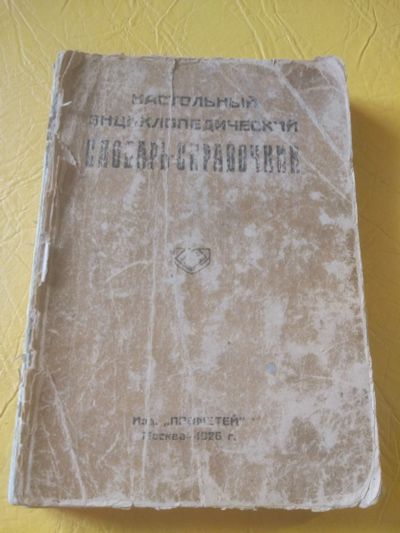 НАСТОЛЬНЫЙ
ЭНЦИКЛОПЕДИЧЕСКИЙ
СЛОВАРЬ-СПРАВОЧНИК
Изд. „ПРОМЕТЕЙ"
Москва—1926 г.